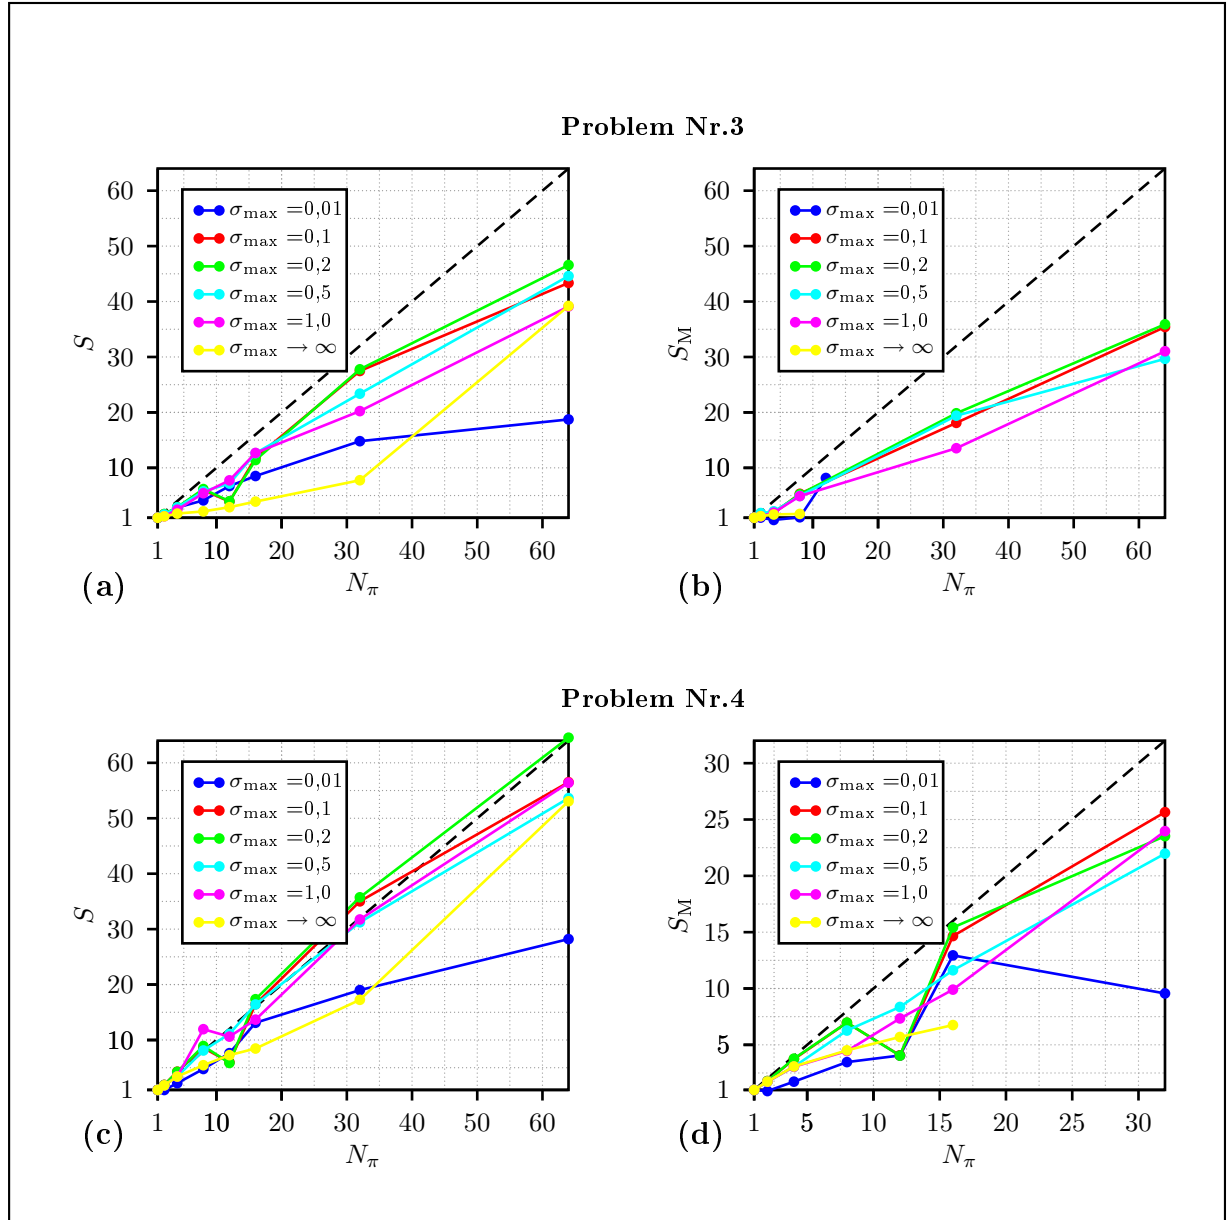 Problem Nr.3
60
50
40
30
20
10
1
S
σmax =0,01
σmax =0,1
σmax =0,2
σmax =0,5
σmax =1,0
σmax → ∞
1 10 20 30 40 50 60
Nπ
(a)
60
50
40
30
20
10
1
SM
σmax =0,01
σmax =0,1
σmax =0,2
σmax =0,5
σmax =1,0
σmax → ∞
1 10 20 30 40 50 60
Nπ
(b)
Problem Nr.4
60
50
40
30
20
10
1
S
σmax =0,01
σmax =0,1
σmax =0,2
σmax =0,5
σmax =1,0
σmax → ∞
1 10 20 30 40 50 60
Nπ
(c)
30
25
20
15
10
5
1
SM
σmax =0,01
σmax =0,1
σmax =0,2
σmax =0,5
σmax =1,0
σmax → ∞
1 5 10 15 20 25 30
Nπ
(d)